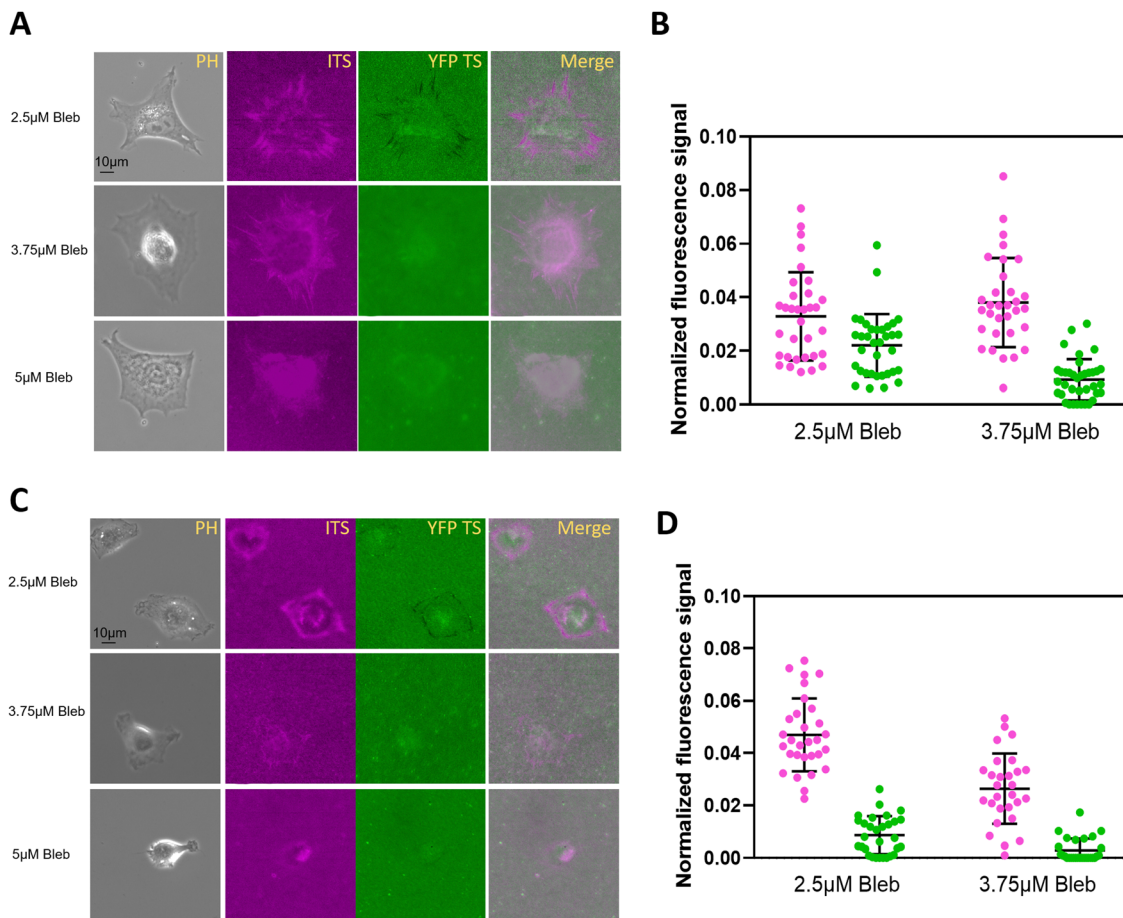 A
PH
ITS
YFP TS
Merge
2.5µM Bleb
10µm
3.75µM Bleb
5µM Bleb
B
Normalized fluorescence signal
0.10
0.08
0.06
0.04
0.02
0.00
2.5µM Bleb
3.75µM Bleb
C
PH
ITS
YFP TS
Merge
2.5µM Bleb
10µm
3.75µM Bleb
5µM Bleb
D
Normalized fluorescence signal
0.10
0.08
0.06
0.04
0.02
0.00
2.5µM Bleb
3.75µM Bleb